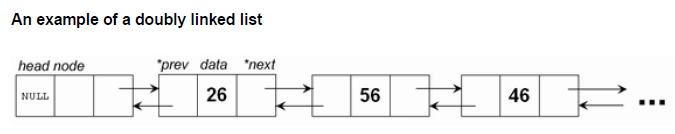 An example of a doubly linked list
head node *prev data *next
NULL 26 56 46 ...